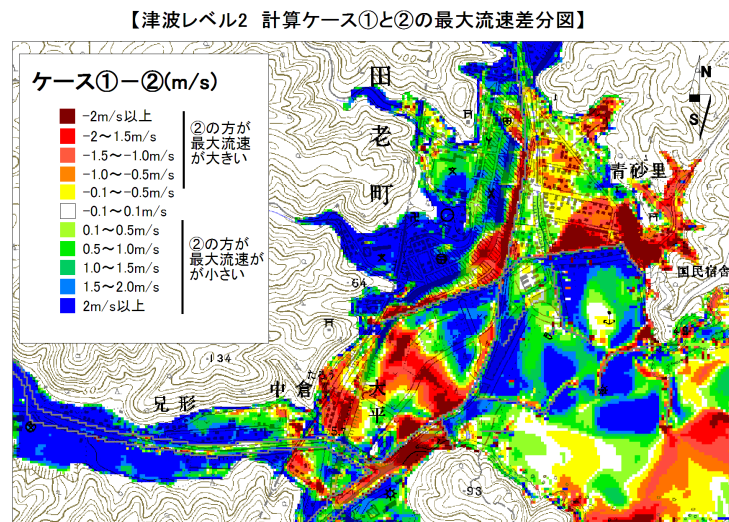 【津波レベル2 計算ケース①と②の最大流速差分図】
ケース①－②(m/s)
-2m/s以上
-2～1.5m/s
-1.5～-1.0m/s
-1.0～-0.5m/s
-0.1～-0.5m/s
-0.1～0.1m/s
0.1～0.5m/s
0.5～1.0m/s
1.0～1.5m/s
1.5～2.0m/s
2m/s以上
②の方が
最大流速
が大きい
②の方が
最大流速が
が小さい
N
S
田老町
青砂里
国民宿舎
64
134
中倉
太平
兄形
93